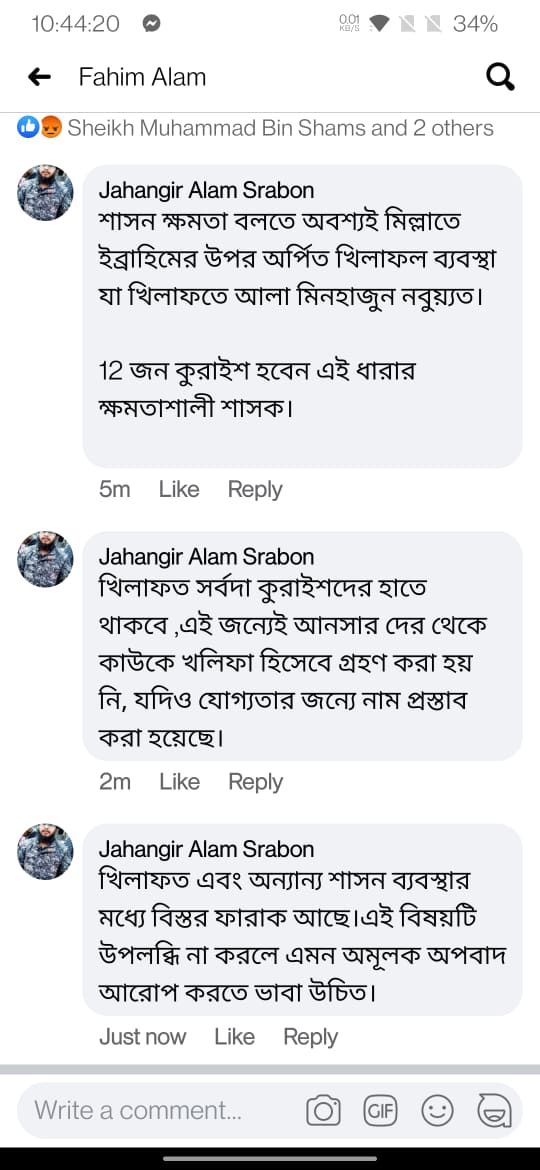 10:44:20
0.01
KB/S
34%
Fahim Alam
Sheikh Muhammad Bin Shams and 2 others
Jahangir Alam Srabon
শাসন ক্ষমতা বলতে অবশ্যই মিল্লাতে
ইব্রাহিমের উপর অর্পিত খিলাফল ব্যবস্থা
যা খিলাফতে আলা মিনহাজুন নবুয়্যত।
12 জন কুরাইশ হবেন এই ধারার
ক্ষমতাশালী শাসক।
5m Like Reply
Jahangir Alam Srabon
খিলাফত সর্বদা কুরাইশদের হাতে
থাকবে ,এই জন্যেই আনসার দের থেকে
কাউকে খলিফা হিসেবে গ্রহণ করা হয়
নি, যদিও যোগ্যতার জন্যে নাম প্রস্তাব
করা হয়েছে।
2m Like Reply
Jahangir Alam Srabon
খিলাফত এবং অন্যান্য শাসন ব্যবস্থার
মধ্যে বিস্তর ফারাক আছে।এই বিষয়টি
উপলব্ধি না করলে এমন অমূলক অপবাদ
আরোপ করতে ভাবা উচিত।
Just now Like Reply
Write a comment...
GIF